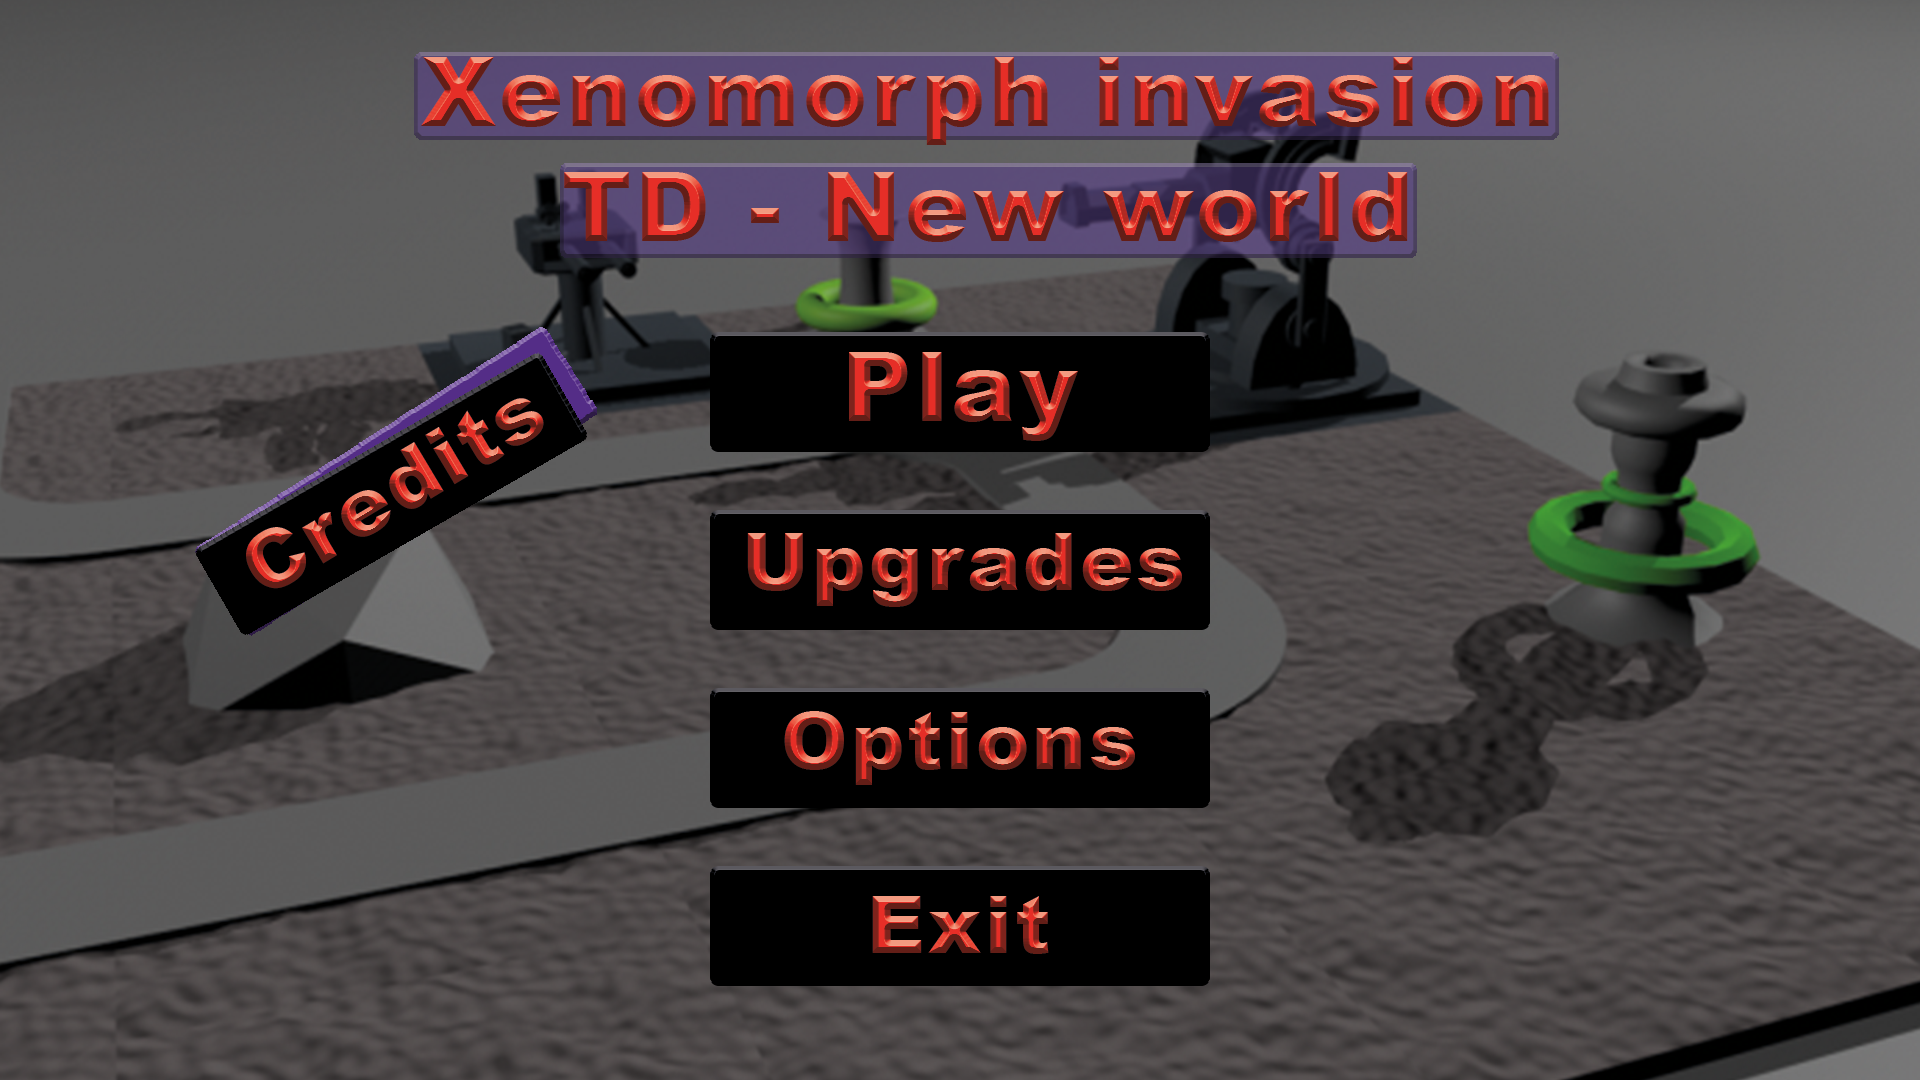 Xenomorph invasion
TD - New world
Credits
Play
Upgrades
Options
Exit